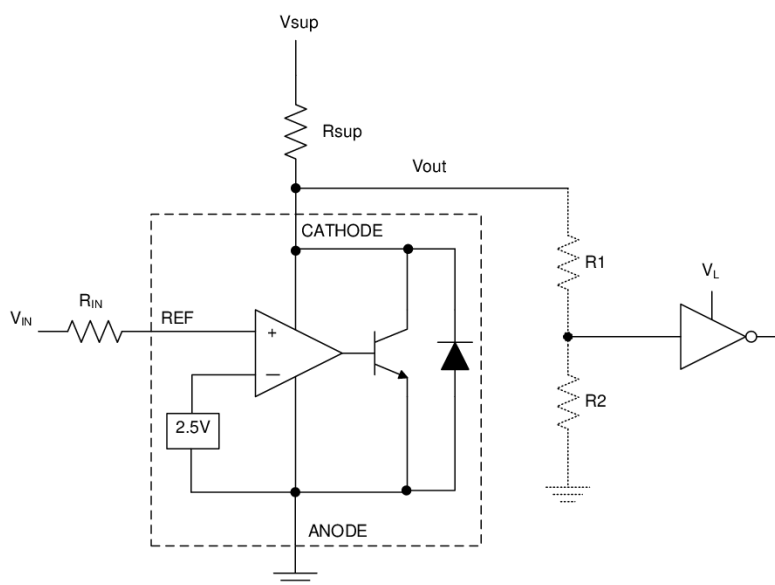 Vsup
Rsup
Vout
CATHODE
R1
VL
RIN
VIN
REF
+
−
2.5V
R2
ANODE